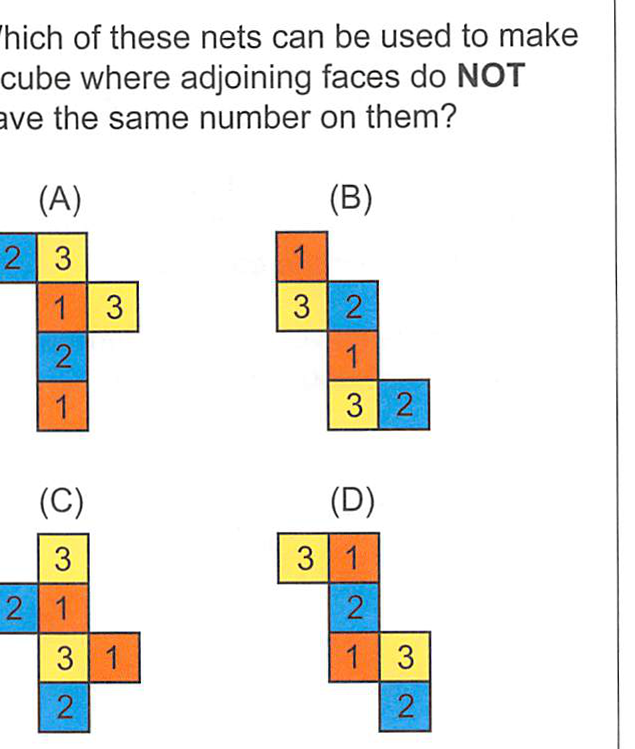 hich of these nets can be used to make
cube where adjoining faces do NOT
ave the same number on them?
(A) (B)
2 3 1
1 3 3 2
2 1
1 3 2
(C) (D)
3 3 1
2 1 2
3 1 1 3
2 2